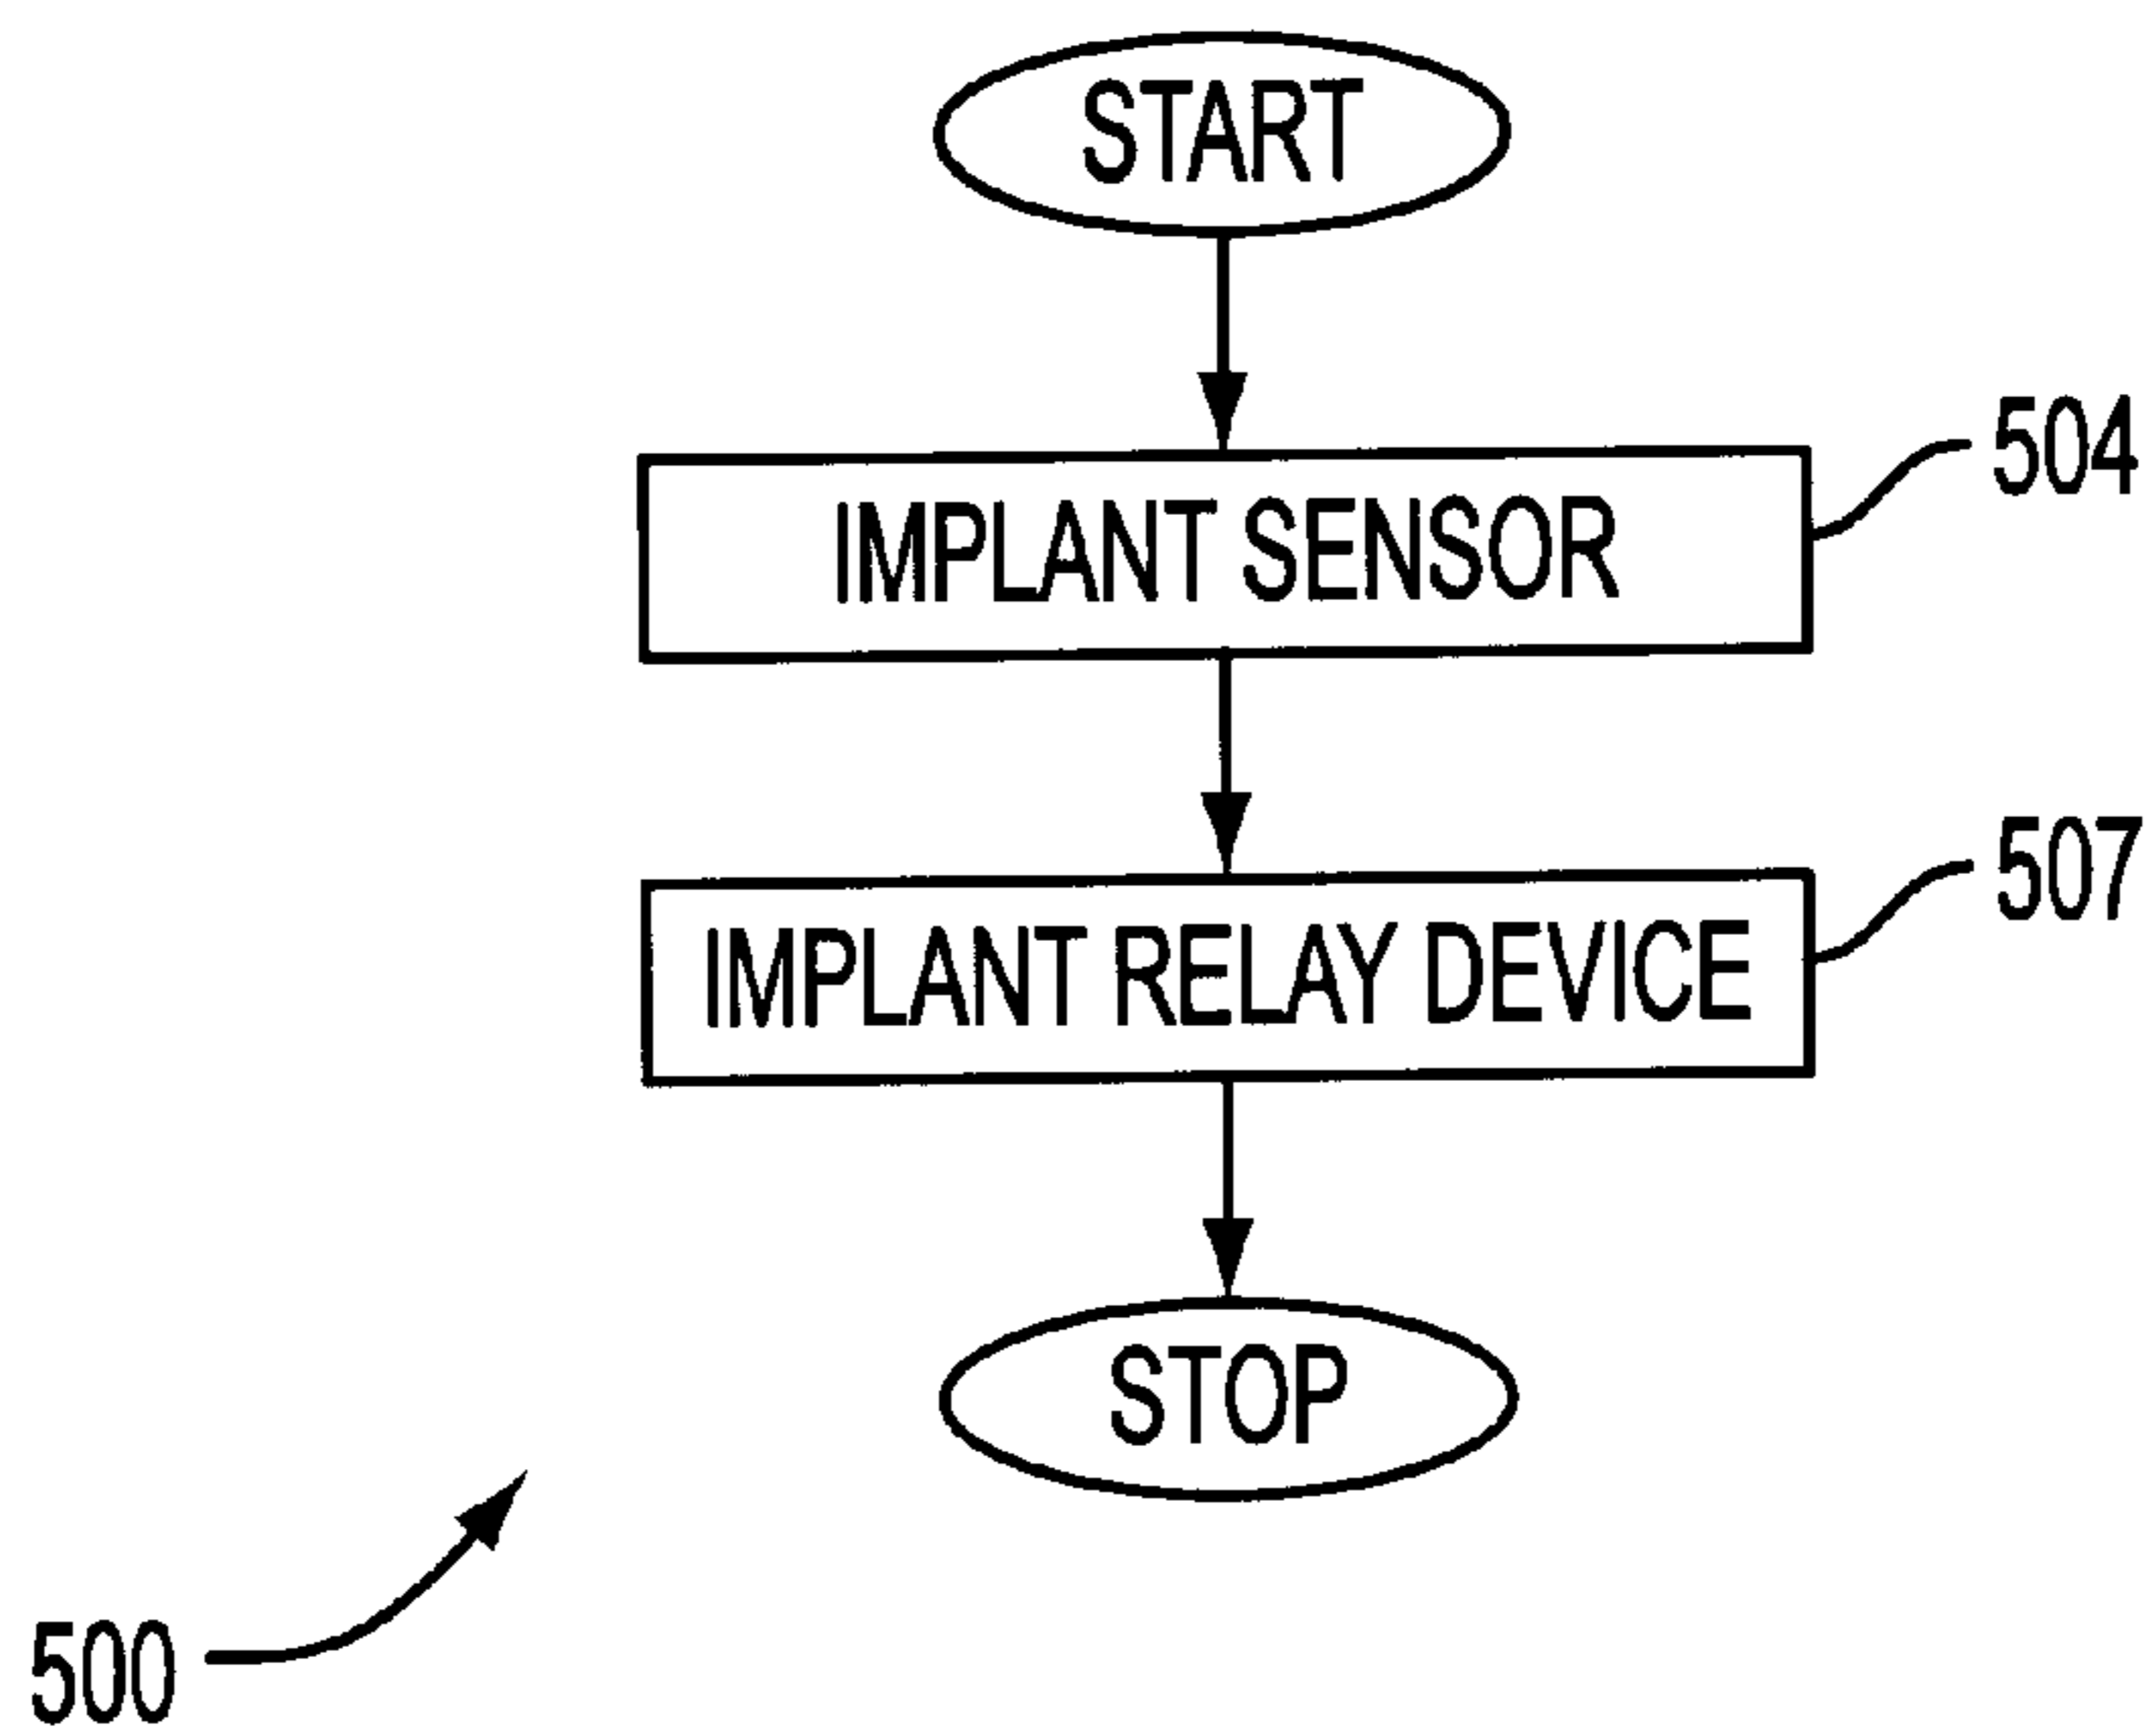 START
504
IMPLANT SENSOR
507
IMPLANT RELAY DEVICE
STOP
500